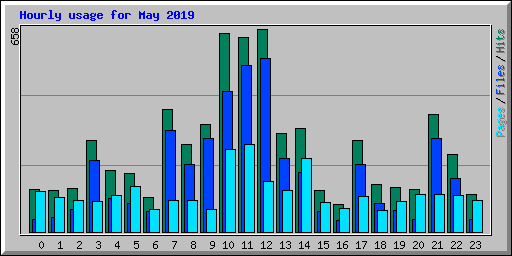 Hourly usage for May 2019
658
Pages/Files/Hits
0 1 2 3 4 5 6 7 8 9 10 11 12 13 14 15 16 17 18 19 20 21 22 23